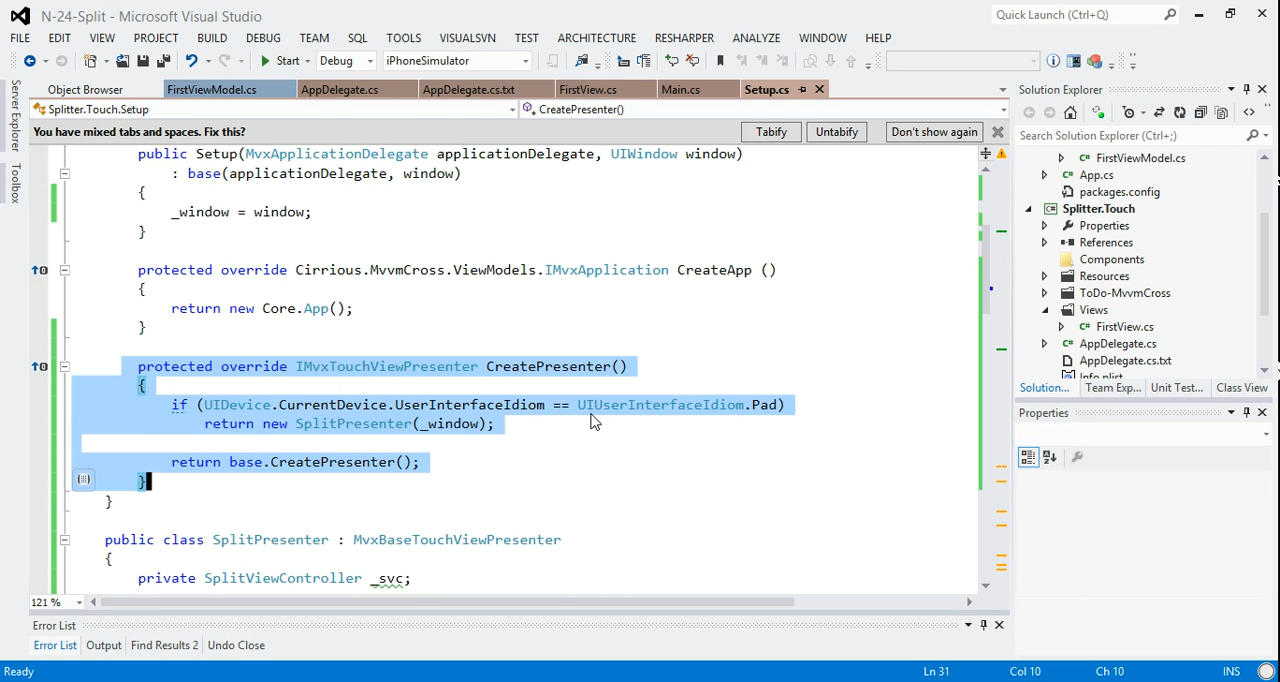 N-24-Split - Microsoft Visual Studio
Quick Launch (Ctrl+Q)
FILE EDIT VIEW PROJECT BUILD DEBUG TEAM SQL TOOLS VISUALSVN TEST ARCHITECTURE RESHARPER ANALYZE WINDOW HELP
Start Debug iPhoneSimulator
Object Browser FirstViewModel.cs AppDelegate.cs AppDelegate.cs.txt FirstView.cs Main.cs Setup.cs
Splitter.Touch.Setup CreatePresenter()
You have mixed tabs and spaces. Fix this? Tabify Untabify Don't show again
Server Explorer
Toolbox
public Setup(MvxApplicationDelegate applicationDelegate, UIWindow window)
: base(applicationDelegate, window)
{
_window = window;
}
protected override Cirrious.MvvmCross.ViewModels.IMvxApplication CreateApp ()
{
return new Core.App();
}
protected override IMvxTouchViewPresenter CreatePresenter()
{
if (UIDevice.CurrentDevice.UserInterfaceIdiom == UIUserInterfaceIdiom.Pad)
return new SplitPresenter(_window);
return base.CreatePresenter();
}
}
public class SplitPresenter : MvxBaseTouchViewPresenter
{
private SplitViewController _svc;
121 %
Solution Explorer
Search Solution Explorer (Ctrl+;)
FirstViewModel.cs
App.cs
packages.config
Splitter.Touch
Properties
References
Components
Resources
ToDo-MvvmCross
Views
FirstView.cs
AppDelegate.cs
AppDelegate.cs.txt
Info.plist
Solution... Team Exp... Unit Test... Class View
Properties
Error List
Error List Output Find Results 2 Undo Close
Ready Ln 31 Col 10 Ch 10 INS